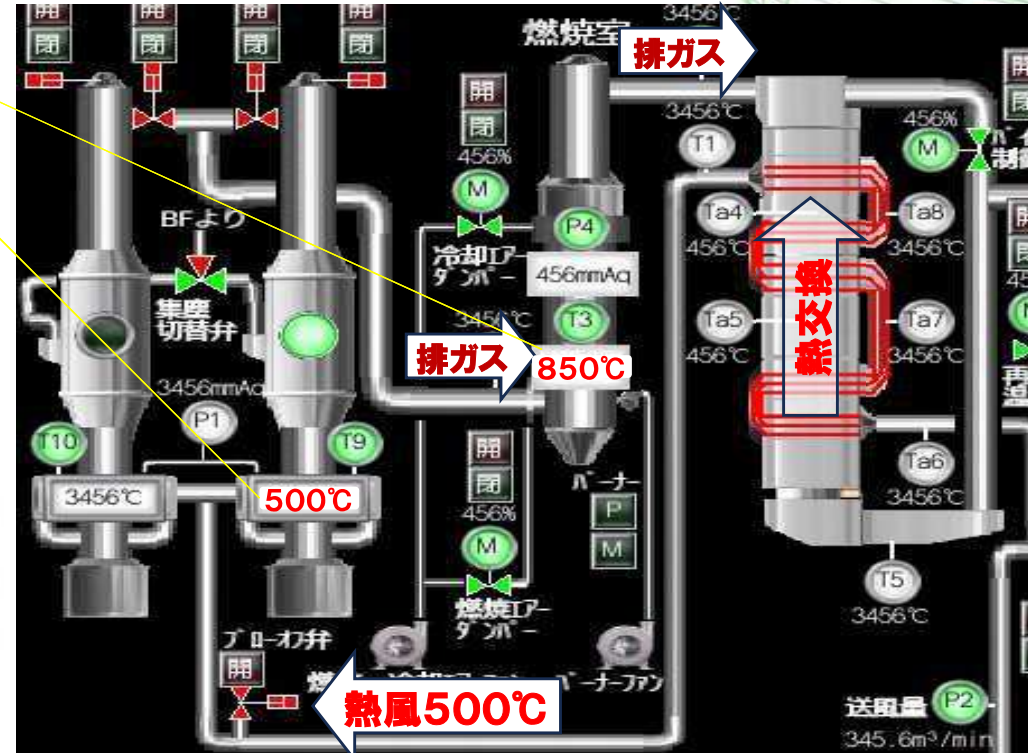 開
閉
開
閉
開
閉
開
閉
燃焼室
3456℃
排ガス
開
閉
456%
M
冷却エアー
ダンパー
P4
456mmAq
3456℃
T3
排ガス
850℃
BFより
集塵
切替弁
3456mmAq
P1
T10
T9
3456℃
500℃
開
閉
456%
M
燃焼エアー
ダンパー
バーナー
P
M
バーナーファン
ブローオフ弁
開
熱風500℃
3456℃
T1
Ta4
456℃
Ta5
456℃
熱交換
Ta8
3456℃
Ta7
3456℃
Ta6
3456℃
T5
3456℃
456%
M
開
開
送風量
P2
345.6m³/min